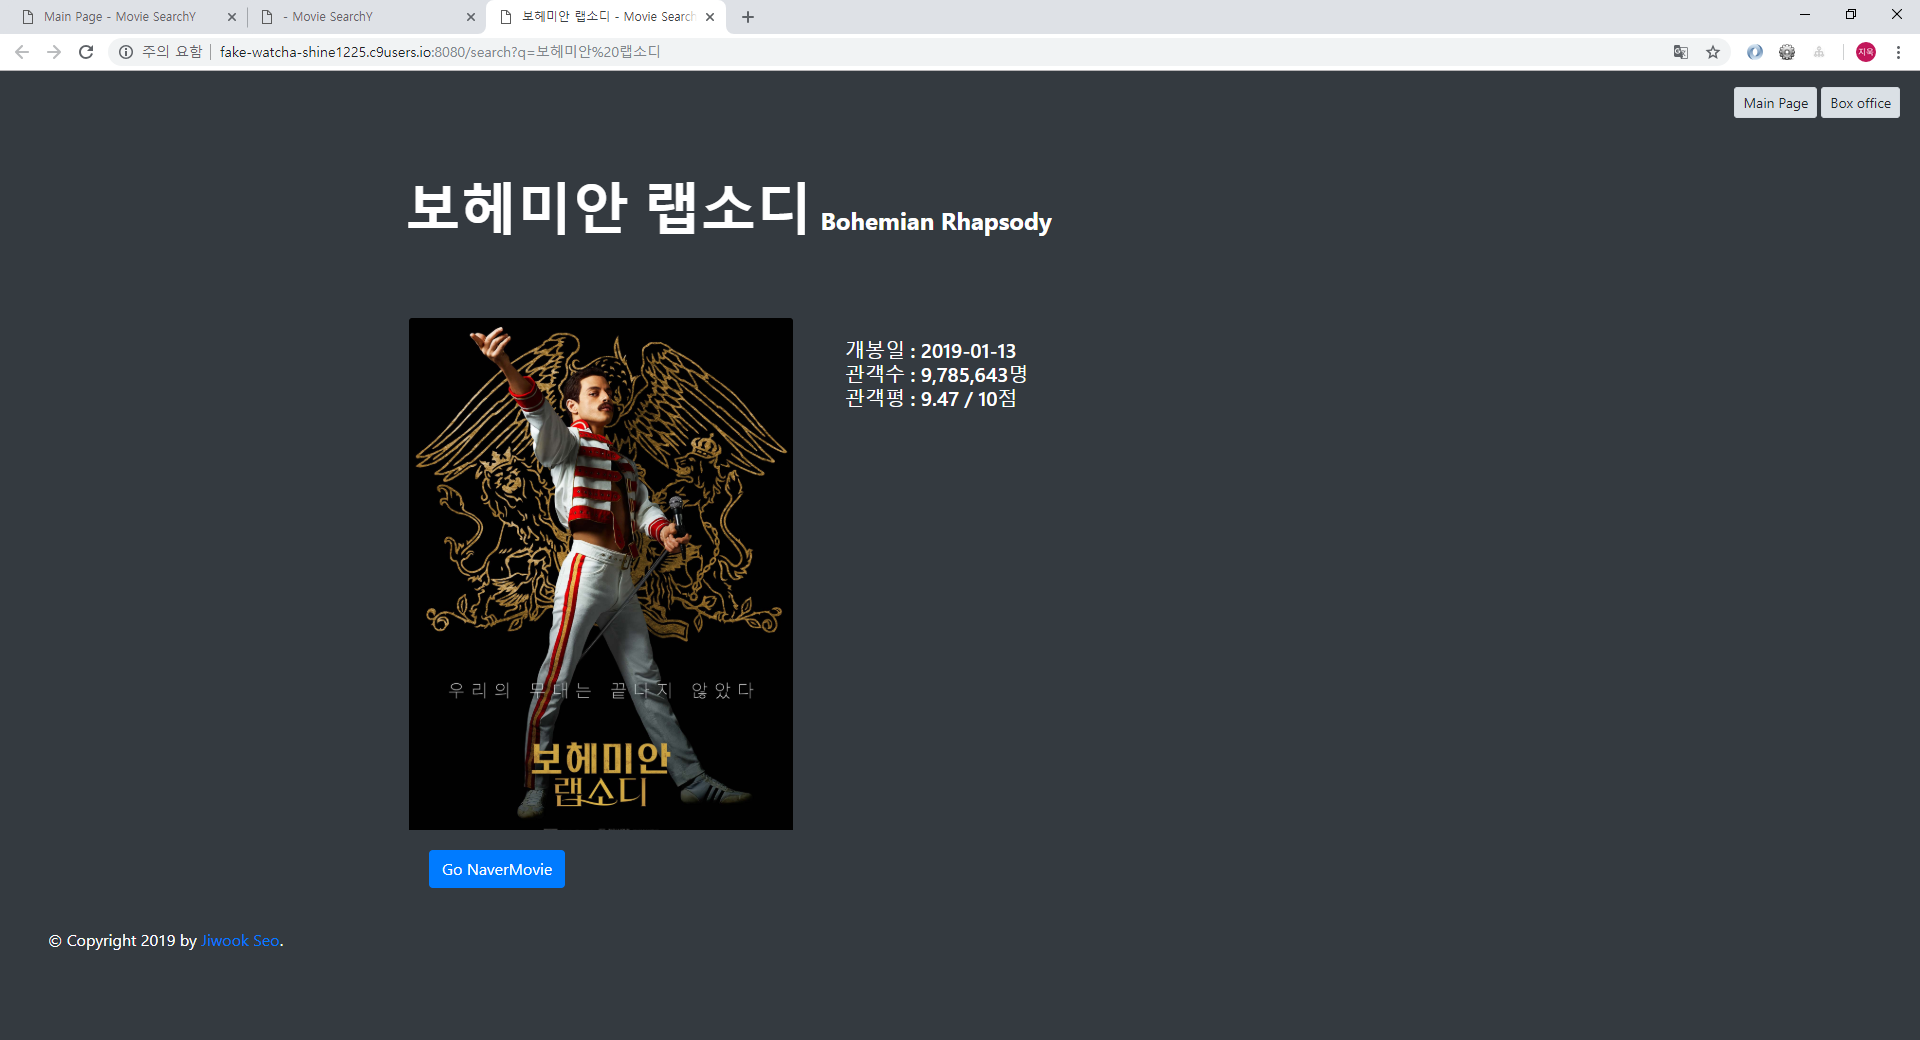 Main Page - Movie SearchY
- Movie SearchY
보헤미안 랩소디 - Movie Search
주의 요함
fake-watcha-shine1225.c9users.io:8080/search?q=보헤미안%20랩소디
지욱
Main Page
Box office
보헤미안 랩소디 Bohemian Rhapsody
개봉일 : 2019-01-13
관객수 : 9,785,643명
관객평 : 9.47 / 10점
우리의 무대는 끝나지 않았다
보헤미안
랩소디
Go NaverMovie
© Copyright 2019 by Jiwook Seo.